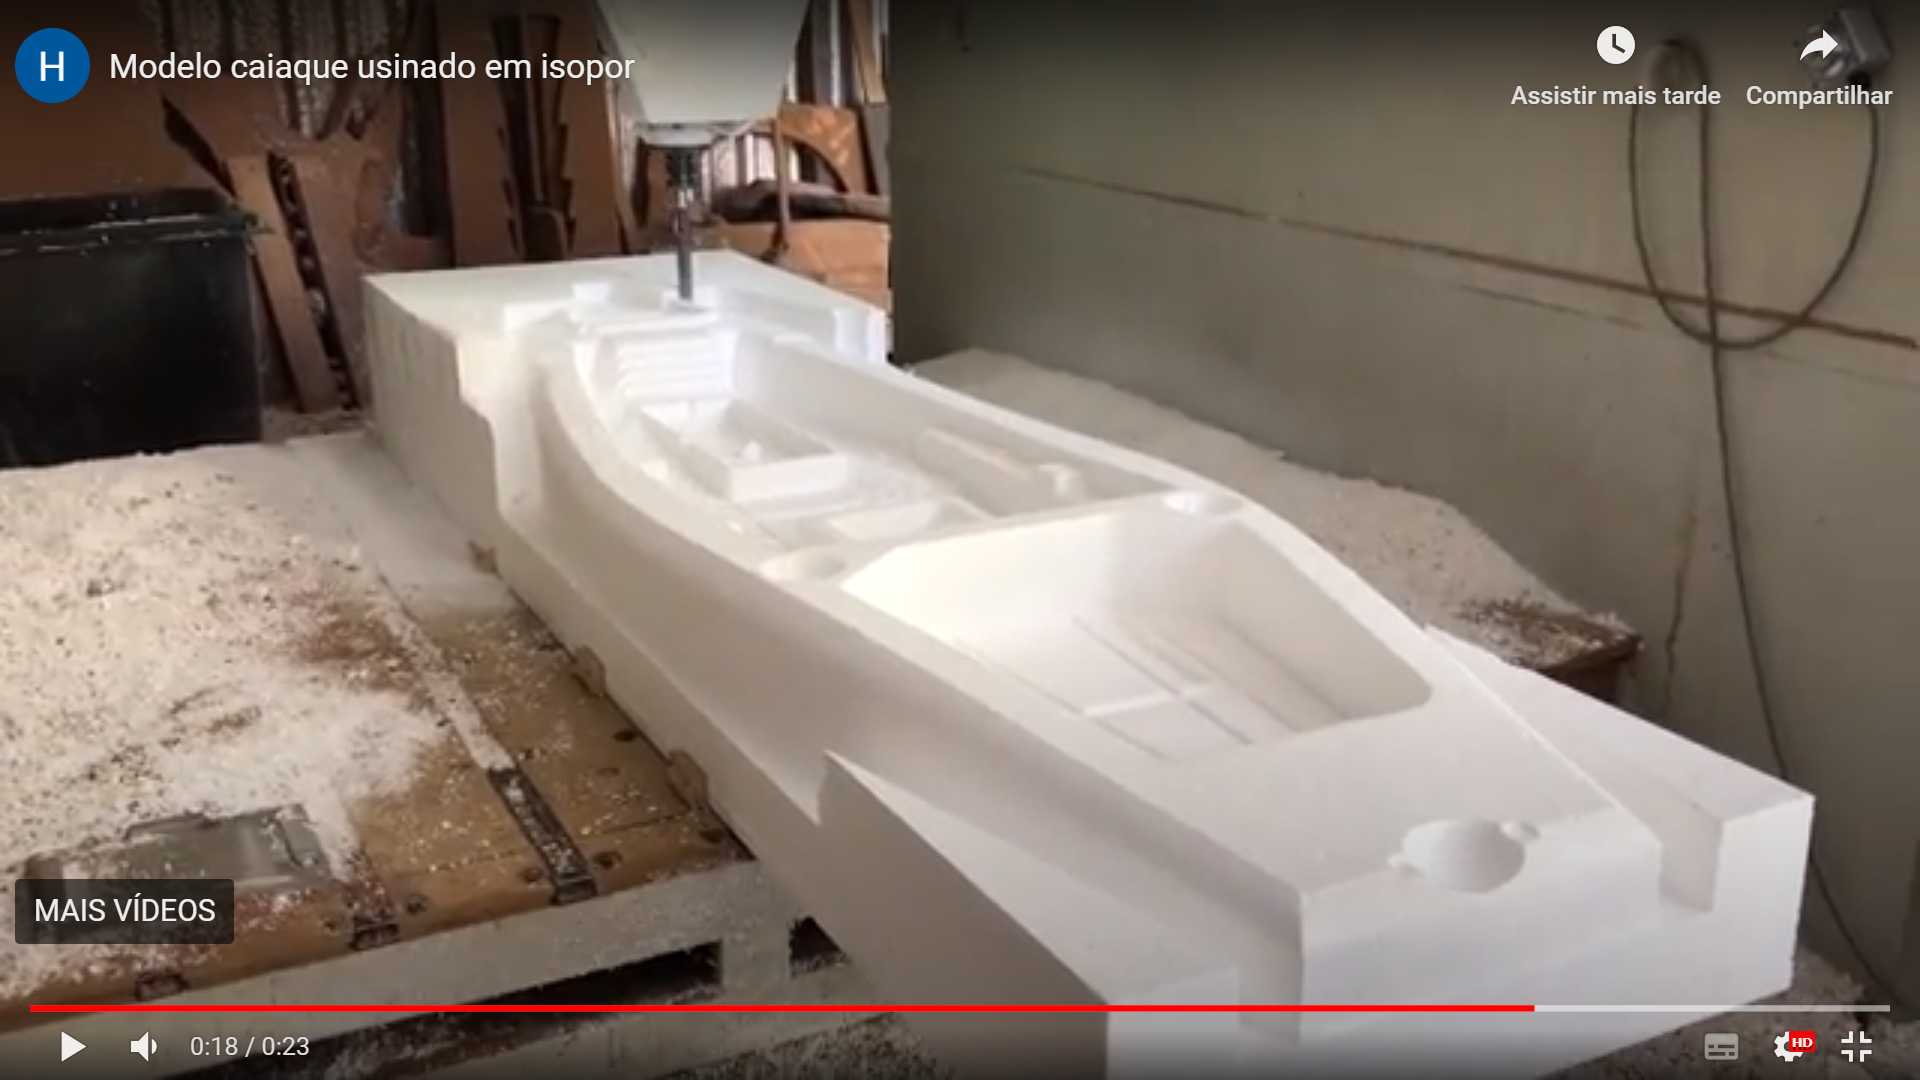 H
Modelo caiaque usinado em isopor
Assistir mais tarde
Compartilhar
MAIS VÍDEOS
0:18 / 0:23
HD